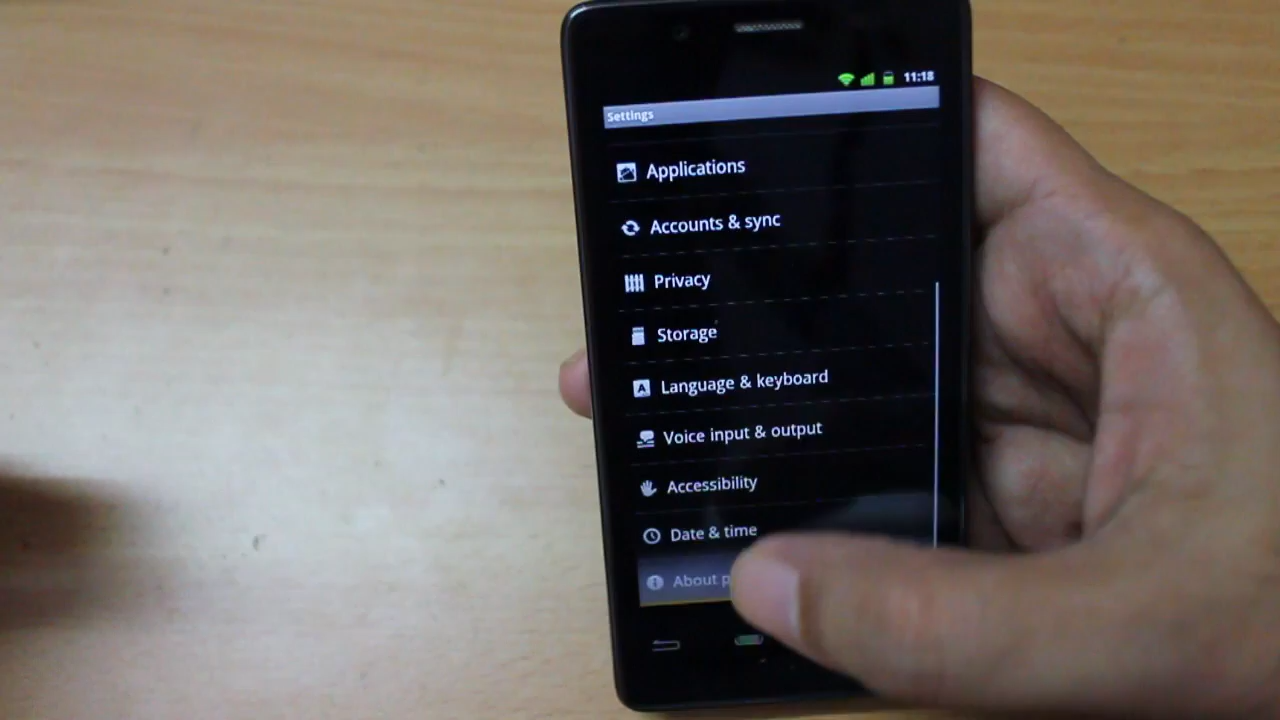 11:18
Settings
Applications
Accounts & sync
Privacy
Storage
Language & keyboard
Voice input & output
Accessibility
Date & time
About